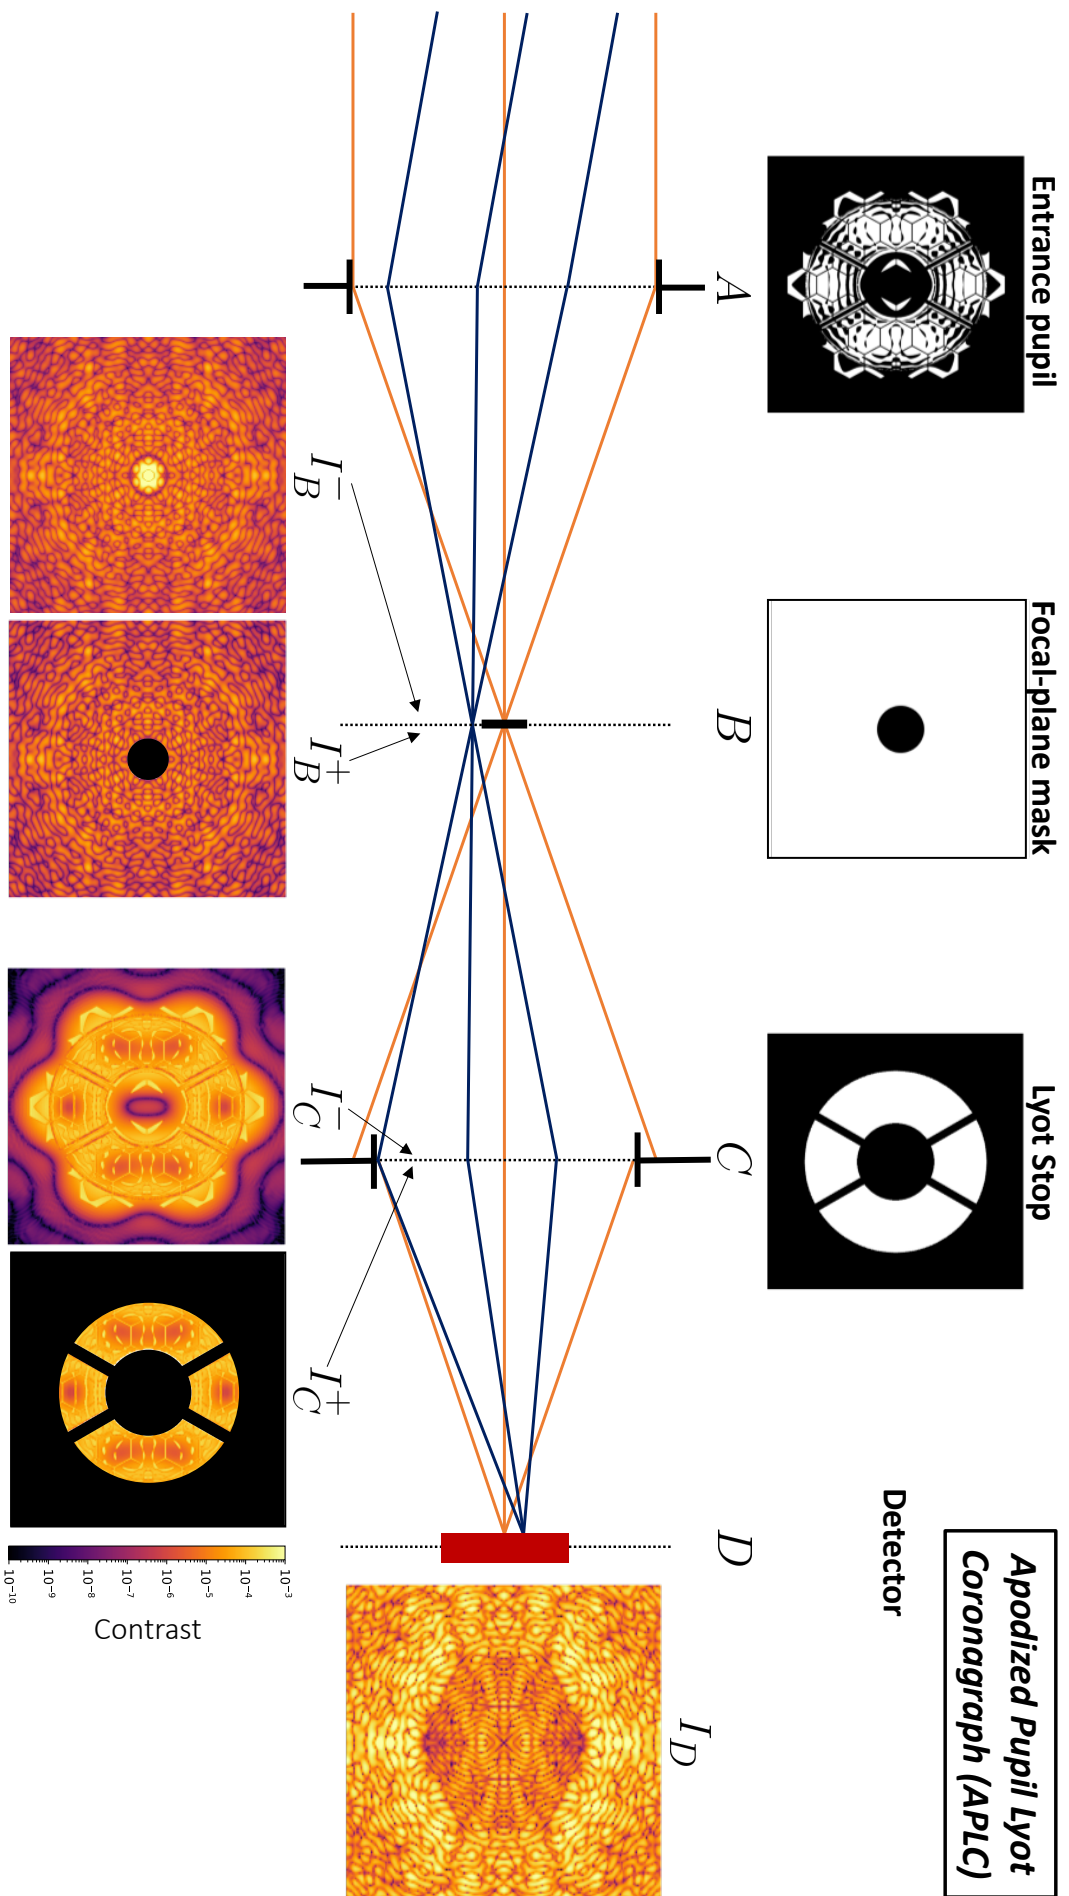 Apodized Pupil Lyot
Coronagraph (APLC)
Entrance pupil
Focal-plane mask
Lyot Stop
Detector
A
B
C
D
I_B^-
I_B^+
I_C^-
I_C^+
I_D
10⁻¹⁰ 10⁻⁹ 10⁻⁸ 10⁻⁷ 10⁻⁶ 10⁻⁵ 10⁻⁴ 10⁻³
Contrast